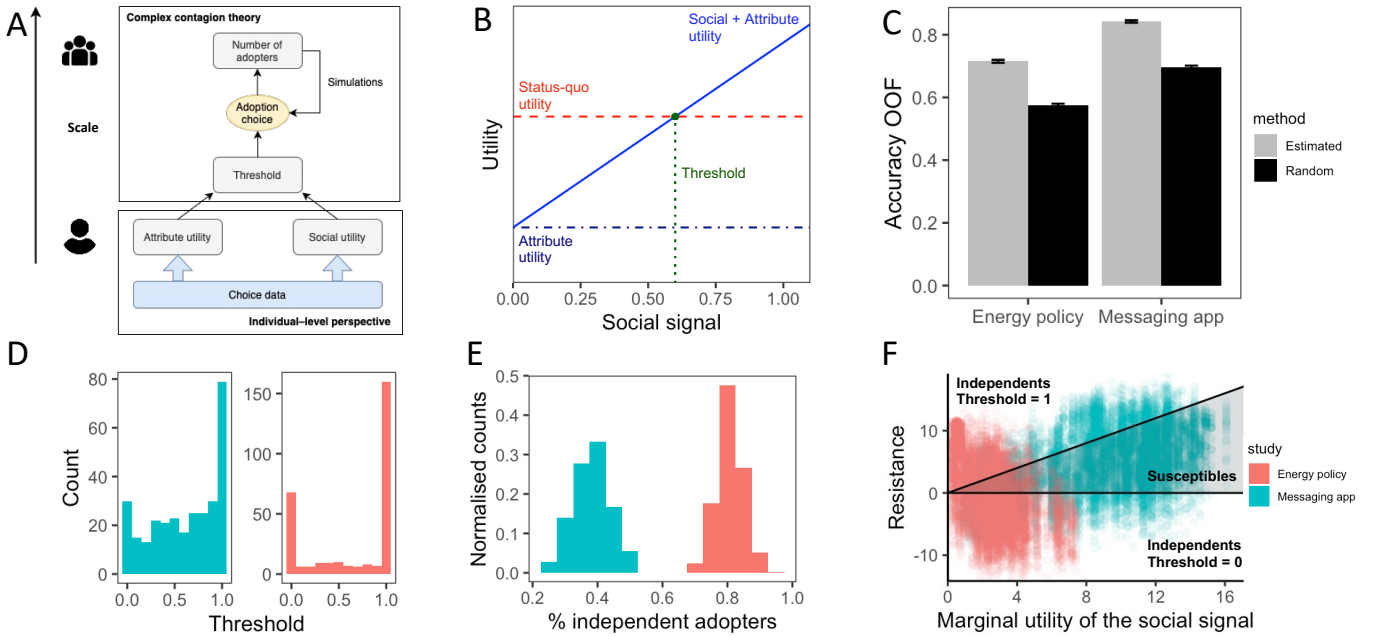 A
Complex contagion theory
Number of
adopters
Simulations
Adoption
choice
Scale
Threshold
Attribute utility
Social utility
Choice data
Individual–level perspective
B
Social + Attribute
utility
Status-quo
utility
Threshold
Attribute
utility
Utility
0.00
0.25
0.50
0.75
1.00
Social signal
C
Accuracy OOF
0.8
0.6
0.4
0.2
0.0
Energy policy
Messaging app
method
Estimated
Random
D
Count
80
60
40
20
0
0.0
0.5
1.0
150
100
50
0
0.0
0.5
1.0
Threshold
E
Normalised counts
0.5
0.4
0.3
0.2
0.1
0.0
0.2
0.4
0.6
0.8
1.0
% independent adopters
F
Independents
Threshold = 1
Resistance
10
0
-10
Susceptibles
Independents
Threshold = 0
0
4
8
12
16
Marginal utility of the social signal
study
Energy policy
Messaging app